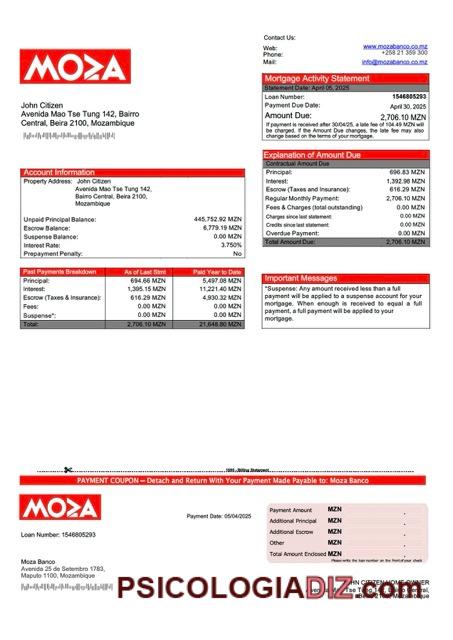 Contact Us:
Web: www.mozabanco.co.mz
Phone: +258 21 359 300
Mail: info@mozabanco.co.mz
MOZA
John Citizen
Avenida Mao Tse Tung 142, Bairro
Central, Beira 2100, Mozambique
Mortgage Activity Statement
Statement Date: April 05, 2025
Loan Number: 1546805293
Payment Due Date: April 30, 2025
Amount Due: 2,706.10 MZN
If payment is received after 30/04/25, a late fee of 104.49 MZN will
be charged. If the Amount Due changes, the late fee may also
change based on the terms of your mortgage.
Explanation of Amount Due
Contractual Amount Due
Principal: 696.83 MZN
Interest: 1,392.98 MZN
Escrow (Taxes and Insurance): 616.29 MZN
Regular Monthly Payment: 2,706.10 MZN
Fees & Charges (total outstanding) 0.00 MZN
Charges since last statement: 0.00 MZN
Credits since last statement: 0.00 MZN
Overdue Payment: 0.00 MZN
Total Amount Due: 2,706.10 MZN
Account Information
Property Address: John Citizen
Avenida Mao Tse Tung 142,
Bairro Central, Beira 2100,
Mozambique
Unpaid Principal Balance: 445,752.92 MZN
Escrow Balance: 6,779.19 MZN
Suspense Balance: 0.00 MZN
Interest Rate: 3.750%
Prepayment Penalty: No
Past Payments Breakdown As of Last Stmt Paid Year to Date
Principal: 694.66 MZN 5,497.08 MZN
Interest: 1,395.15 MZN 11,221.40 MZN
Escrow (Taxes & Insurance): 616.29 MZN 4,930.32 MZN
Fees: 0.00 MZN 0.00 MZN
Suspense*: 0.00 MZN 0.00 MZN
Total: 2,706.10 MZN 21,648.80 MZN
Important Messages
*Suspense: Any amount received less than a full
payment will be applied to a suspense account for your
mortgage. When enough is received to equal a full
payment, a full payment will be applied to your
mortgage.
Billing Statement
PAYMENT COUPON – Detach and Return With Your Payment Made Payable to: Moza Banco
MOZA
Payment Date: 05/04/2025
Loan Number: 1546805293
Payment Amount MZN .
Additional Principal MZN .
Additional Escrow MZN .
Other MZN .
Total Amount Enclosed MZN .
Please write the loan number on the front of your check
Moza Banco
Avenida 25 de Setembro 1783,
Maputo 1100, Mozambique
JOHN CITIZEN HOME OWNER
PSICOLOGIADIZ.com